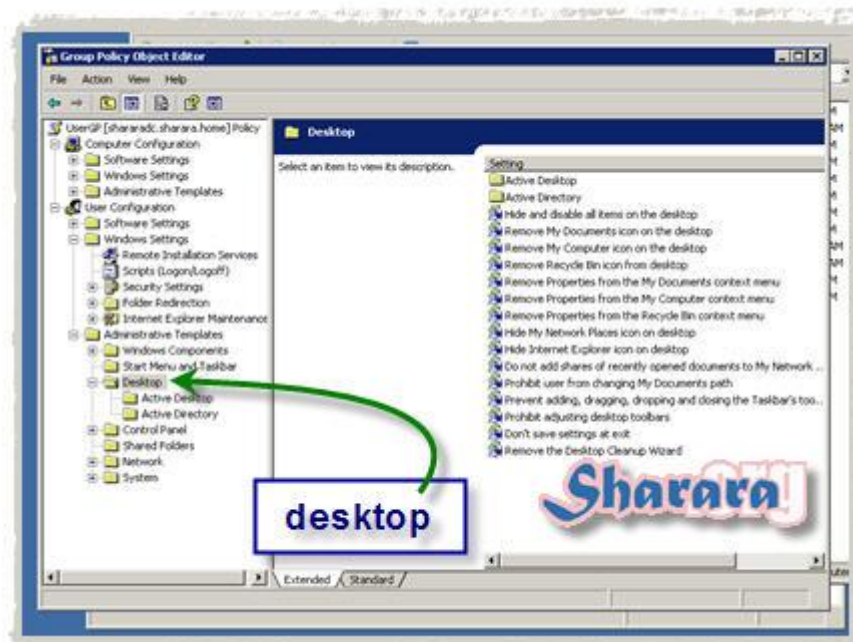 Group Policy Object Editor
File Action View Help
UserGP [shararadc.sharara.home] Policy
Computer Configuration
Software Settings
Windows Settings
Administrative Templates
User Configuration
Software Settings
Windows Settings
Remote Installation Services
Scripts (Logon/Logoff)
Security Settings
Folder Redirection
Internet Explorer Maintenance
Administrative Templates
Windows Components
Start Menu and Taskbar
Desktop
Active Desktop
Active Directory
Control Panel
Shared Folders
Network
System
Desktop
Select an item to view its description.
Setting
Active Desktop
Active Directory
Hide and disable all items on the desktop
Remove My Documents icon on the desktop
Remove My Computer icon on the desktop
Remove Recycle Bin icon from desktop
Remove Properties from the My Documents context menu
Remove Properties from the My Computer context menu
Remove Properties from the Recycle Bin context menu
Hide My Network Places icon on desktop
Hide Internet Explorer icon on desktop
Do not add shares of recently opened documents to My Network ...
Prohibit user from changing My Documents path
Prevent adding, dragging, dropping and closing the Taskbar's too...
Prohibit adjusting desktop toolbars
Don't save settings at exit
Remove the Desktop Cleanup Wizard
desktop
Sharara
org
Extended
Standard